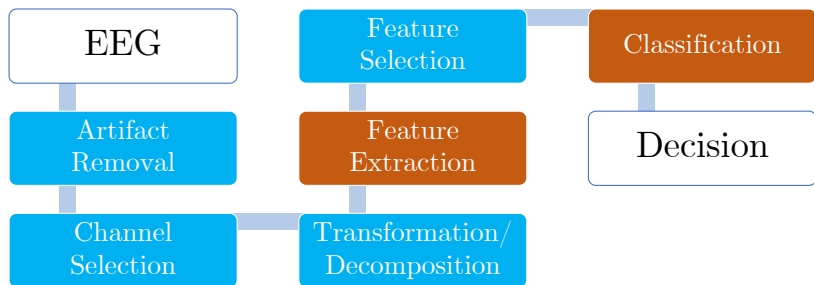 EEG
Artifact
Removal
Channel
Selection
Transformation/
Decomposition
Feature
Extraction
Feature
Selection
Classification
Decision